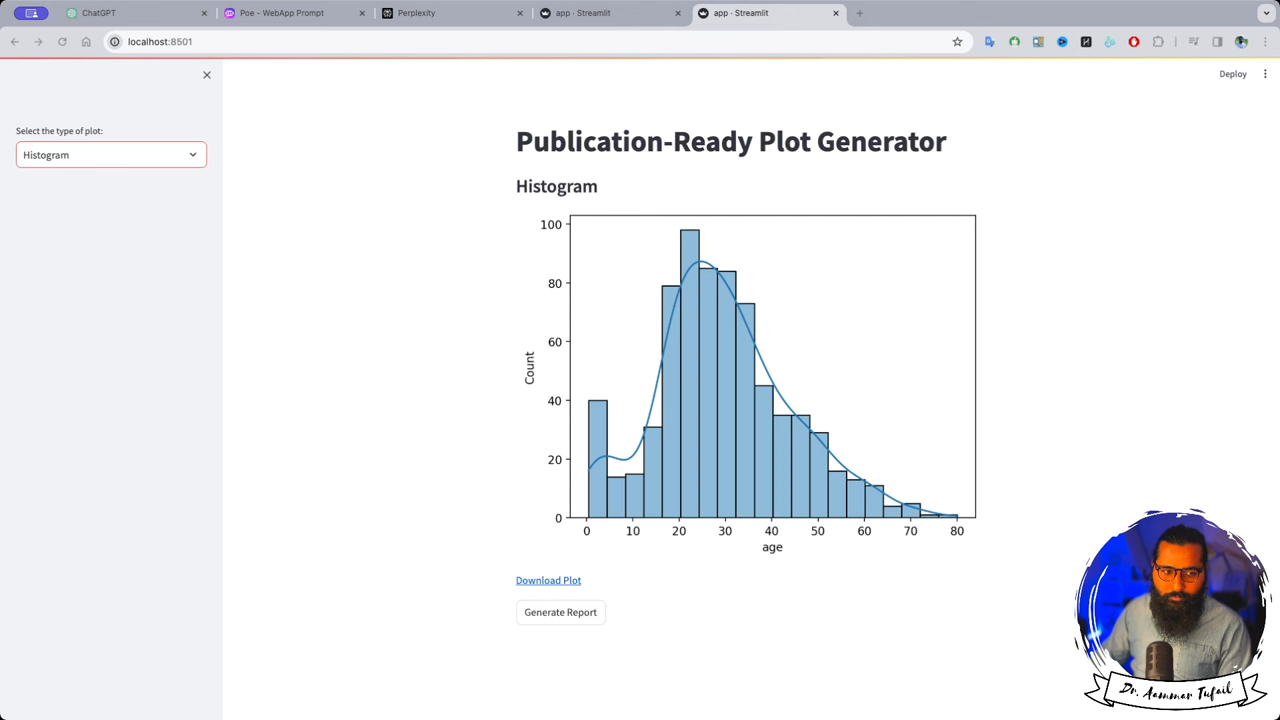 ChatGPT
Poe - WebApp Prompt
Perplexity
app · Streamlit
app · Streamlit
localhost:8501
Deploy
Select the type of plot:
Histogram
Publication-Ready Plot Generator
Histogram
100
80
60
40
20
0
Count
0 10 20 30 40 50 60 70 80
age
Download Plot
Generate Report
Dr. Aammar Tufail